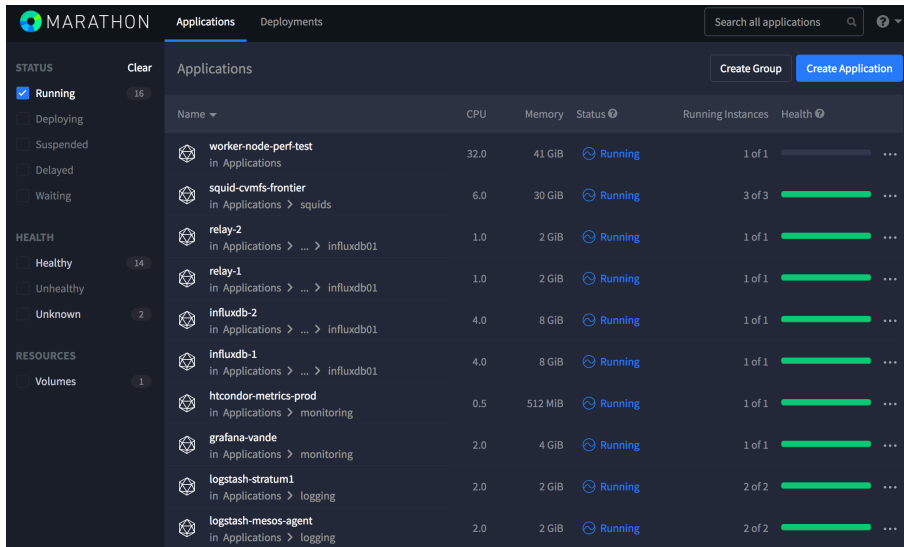 MARATHON
Applications Deployments
Search all applications
STATUS Clear
Running 16
Deploying
Suspended
Delayed
Waiting
HEALTH
Healthy 14
Unhealthy
Unknown 2
RESOURCES
Volumes 1
Applications
Create Group Create Application
Name CPU Memory Status Running Instances Health
worker-node-perf-test
in Applications
32.0 41 GiB Running 1 of 1
squid-cvmfs-frontier
in Applications > squids
6.0 30 GiB Running 3 of 3
relay-2
in Applications > ... > influxdb01
1.0 2 GiB Running 1 of 1
relay-1
in Applications > ... > influxdb01
1.0 2 GiB Running 1 of 1
influxdb-2
in Applications > ... > influxdb01
4.0 8 GiB Running 1 of 1
influxdb-1
in Applications > ... > influxdb01
4.0 8 GiB Running 1 of 1
htcondor-metrics-prod
in Applications > monitoring
0.5 512 MiB Running 1 of 1
grafana-vande
in Applications > monitoring
2.0 4 GiB Running 1 of 1
logstash-stratum1
in Applications > logging
2.0 2 GiB Running 2 of 2
logstash-mesos-agent
in Applications > logging
2.0 2 GiB Running 2 of 2